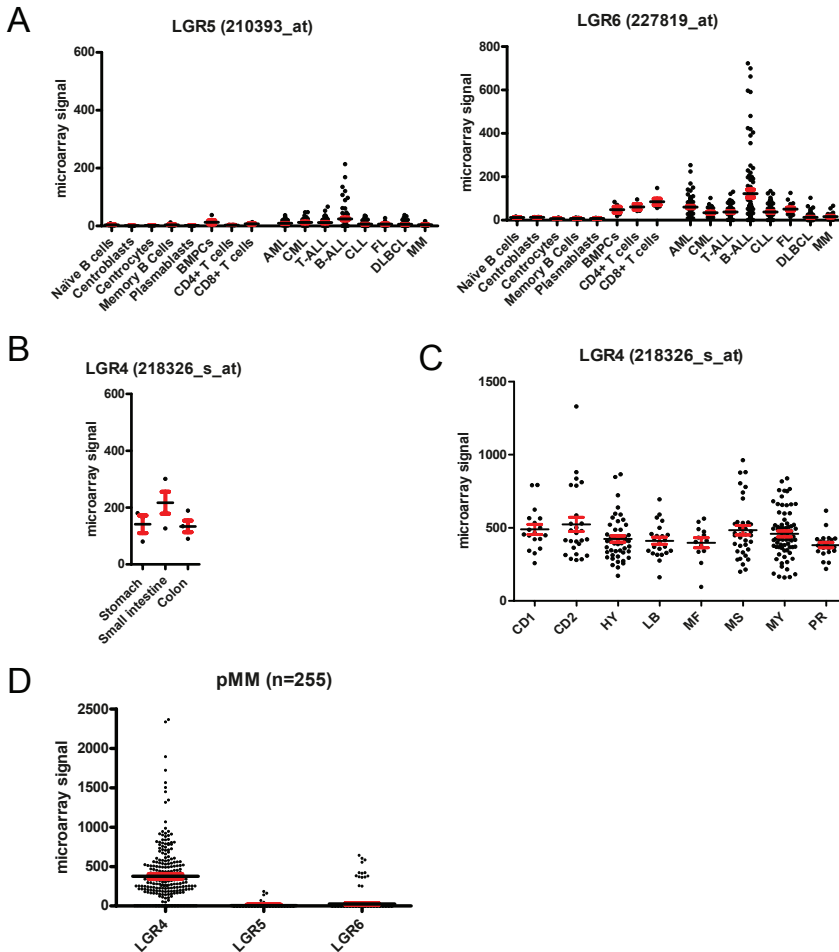 A
LGR5 (210393_at)
microarray signal
600
400
200
0
Naïve B cells
Centroblasts
Centrocytes
Memory B Cells
Plasmablasts
BMPCs
CD4+ T cells
CD8+ T cells
AML
CML
T-ALL
B-ALL
CLL
FL
DLBCL
MM
LGR6 (227819_at)
microarray signal
800
600
400
200
0
Naïve B cells
Centroblasts
Centrocytes
Memory B Cells
Plasmablasts
BMPCs
CD4+ T cells
CD8+ T cells
AML
CML
T-ALL
B-ALL
CLL
FL
DLBCL
MM
B
LGR4 (218326_s_at)
microarray signal
600
400
200
0
Stomach
Small intestine
Colon
C
LGR4 (218326_s_at)
microarray signal
1500
1000
500
0
CD1
CD2
HY
LB
MF
MS
MY
PR
D
pMM (n=255)
microarray signal
2500
2000
1500
1000
500
0
LGR4
LGR5
LGR6